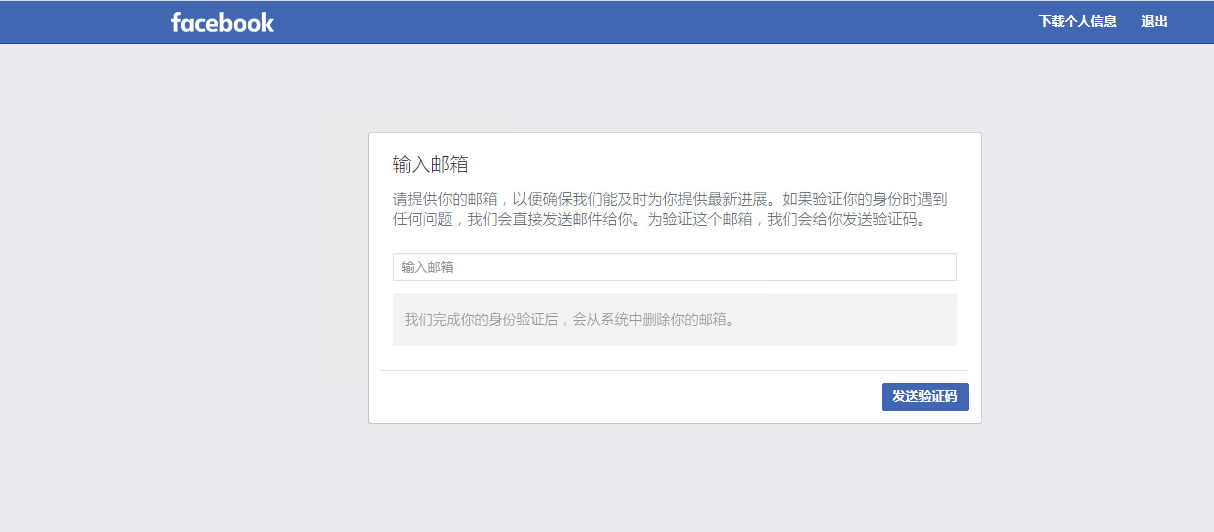 facebook
下载个人信息
退出
输入邮箱
请提供你的邮箱，以便确保我们能及时为你提供最新进展。如果验证你的身份时遇到
任何问题，我们会直接发送邮件给你。为验证这个邮箱，我们会给你发送验证码。
输入邮箱
我们完成你的身份验证后，会从系统中删除你的邮箱。
发送验证码